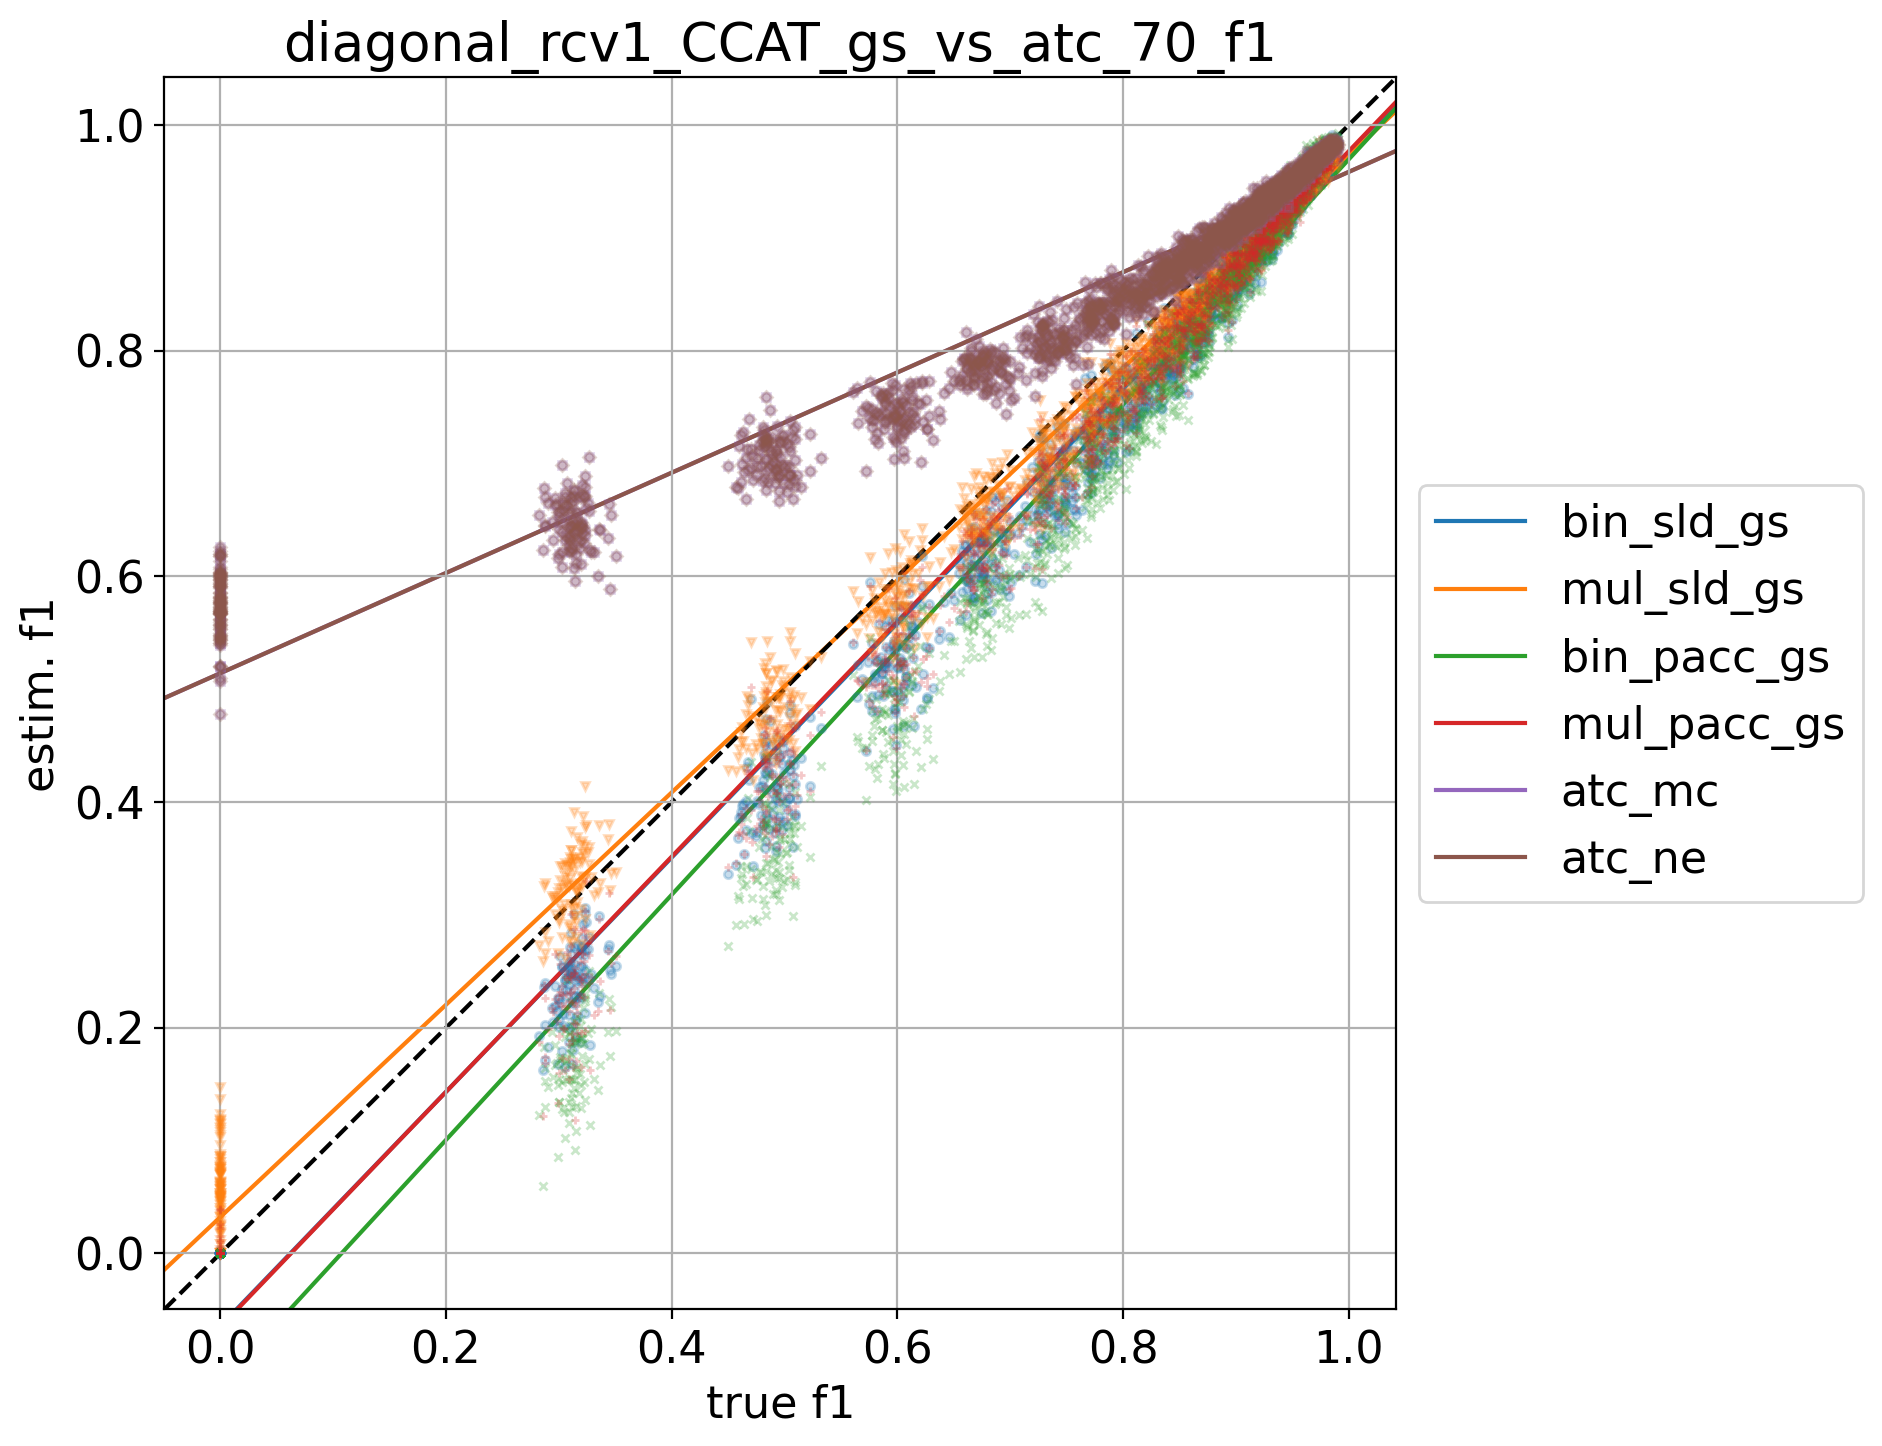 diagonal_rcv1_CCAT_gs_vs_atc_70_f1
1.0
0.8
0.6
0.4
0.2
0.0
estim. f1
0.0 0.2 0.4 0.6 0.8 1.0
true f1
bin_sld_gs
mul_sld_gs
bin_pacc_gs
mul_pacc_gs
atc_mc
atc_ne